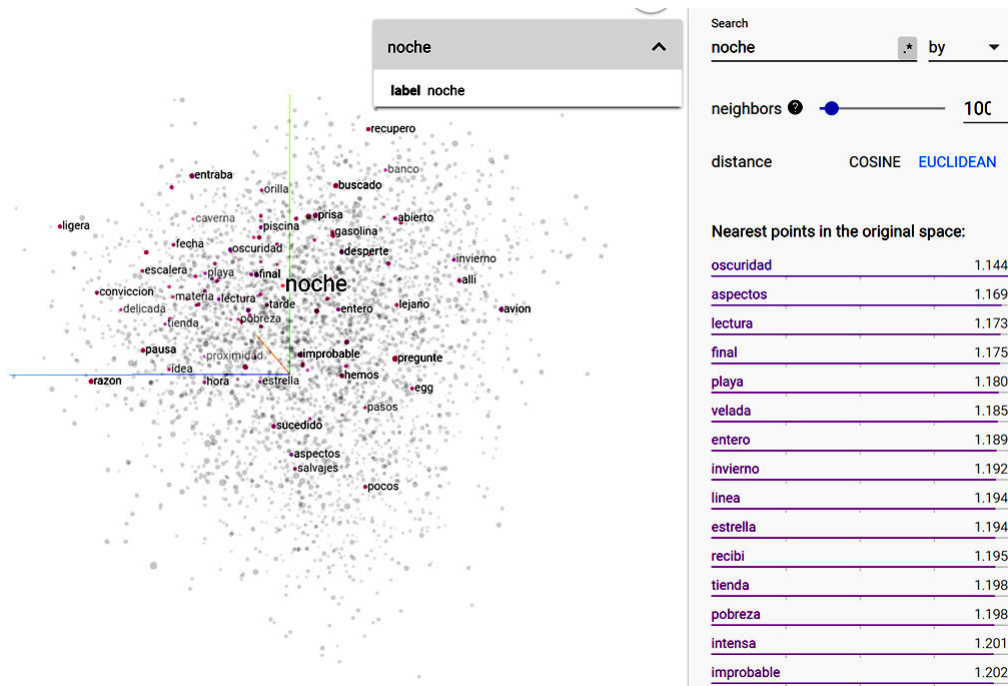 noche
label noche
recupero
banco
entraba
orilla
buscado
caverna
prisa
abierto
ligera
piscina
gasolina
fecha
oscuridad
desperte
invierno
escalera
playa
final
alli
noche
conviccion
materia
lectura
tarde
entero
lejano
avion
delicada
pobreza
tienda
pausa
proximidad
improbable
pregunte
idea
hemos
razon
hora
estrella
egg
pasos
sucedido
aspectos
salvajes
pocos
Search
noche .* by
neighbors ? 100
distance COSINE EUCLIDEAN
Nearest points in the original space:
oscuridad 1.144
aspectos 1.169
lectura 1.173
final 1.175
playa 1.180
velada 1.185
entero 1.189
invierno 1.192
linea 1.194
estrella 1.194
recibi 1.195
tienda 1.198
pobreza 1.198
intensa 1.201
improbable 1.202